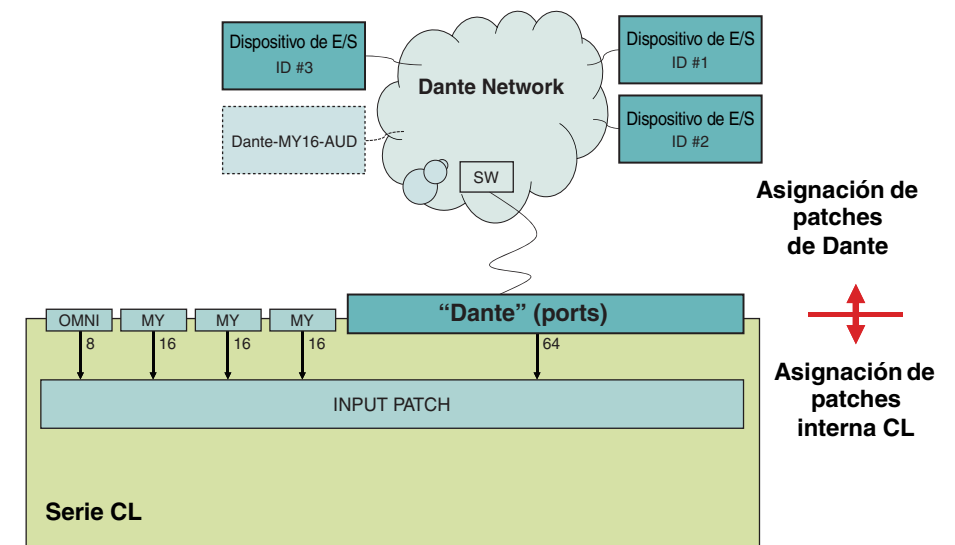 Dispositivo de E/S
ID #3
Dispositivo de E/S
ID #1
Dante Network
Dispositivo de E/S
ID #2
Dante-MY16-AUD
SW
Asignación de
patches
de Dante
"Dante" (ports)
OMNI
MY
MY
MY
8
16
16
16
64
INPUT PATCH
Asignación de
patches
interna CL
Serie CL